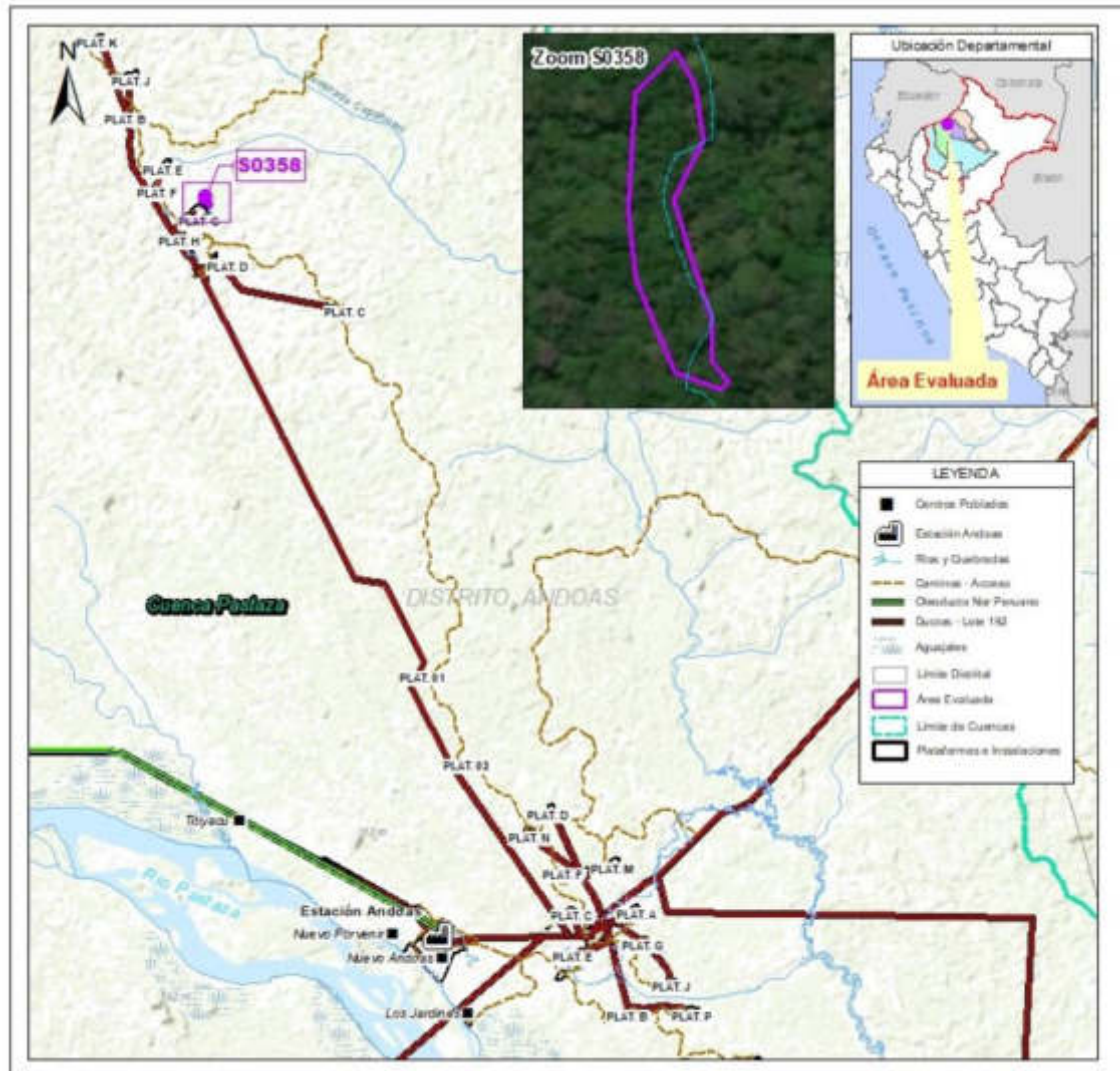 N
PLAT. K
PLAT. J
PLAT. B
PLAT. E
PLAT. F
S0358
PLAT. G
PLAT. H
PLAT. D
PLAT. C
Zoom S0358
Ubicación Departamental
Ecuador
Colombia
Brasil
Océano Pacífico
Área Evaluada
LEYENDA
Centros Poblados
Estación Andoas
Ríos y Quebradas
Caminos - Accesos
Oleoducto Nor Peruano
Ductos - Lote 192
Aguajales
Límite Distrital
Área Evaluada
Límite de Cuencas
Plataformas e Instalaciones
Cuenca Pastaza
DISTRITO ANDOAS
PLAT. 01
PLAT. 03
PLAT. D
PLAT. N
PLAT. F
PLAT. M
Río Pastaza
Estación Andoas
Nuevo Porvenir
Nuevo Andoas
Los Jardines
PLAT. C
PLAT. A
PLAT. E
PLAT. G
PLAT. J
PLAT. B
PLAT. P